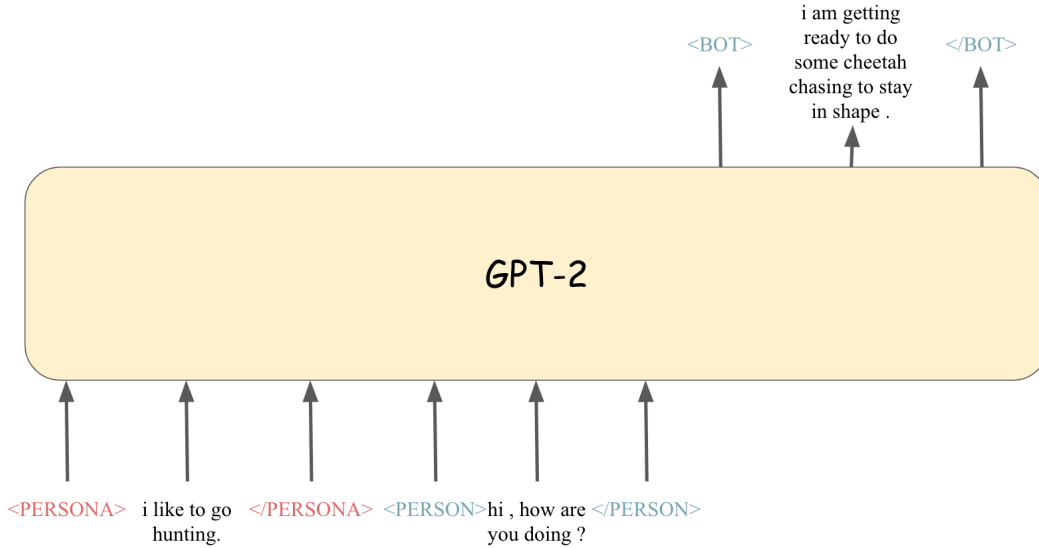 i am getting
ready to do
<BOT> some cheetah </BOT>
chasing to stay
in shape .
GPT-2
<PERSONA> i like to go </PERSONA> <PERSON> hi , how are </PERSON>
hunting. you doing ?